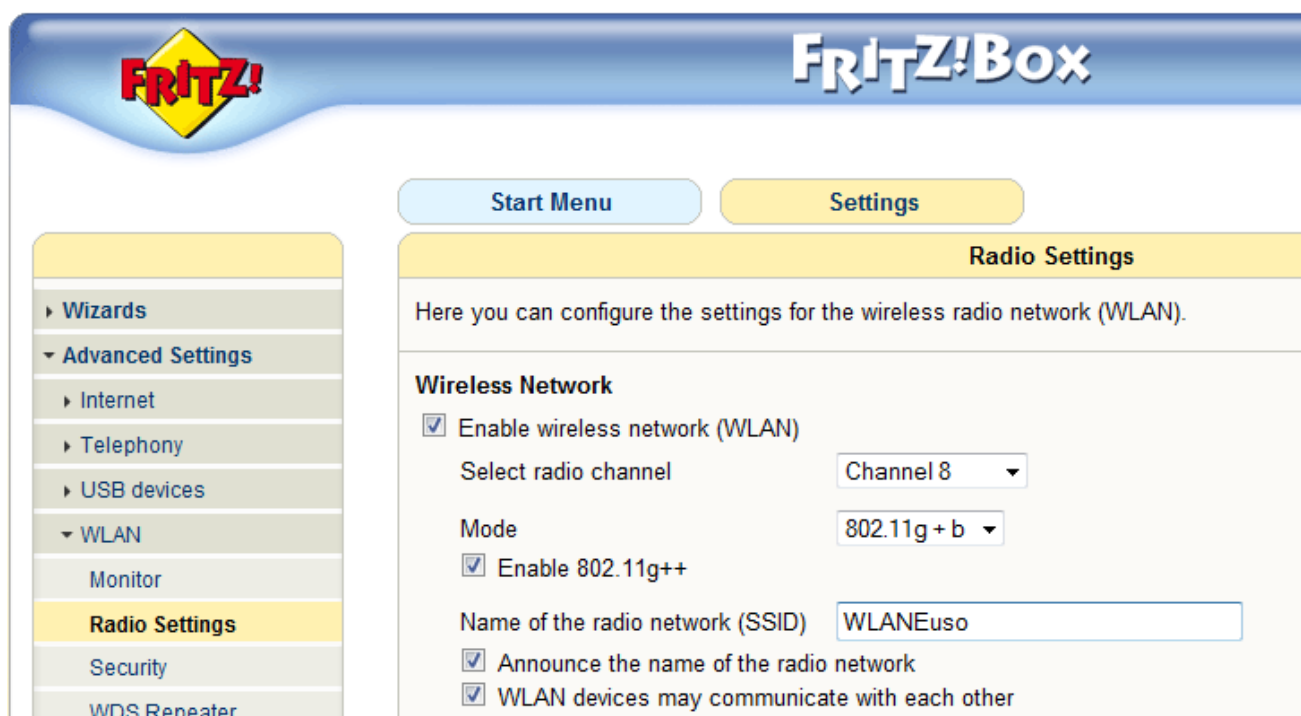 FRITZ!
FRITZ!BOX
Start Menu
Settings
Wizards
Advanced Settings
Internet
Telephony
USB devices
WLAN
Monitor
Radio Settings
Security
WDS Repeater
Radio Settings
Here you can configure the settings for the wireless radio network (WLAN).
Wireless Network
Enable wireless network (WLAN)
Select radio channel Channel 8
Mode 802.11g + b
Enable 802.11g++
Name of the radio network (SSID) WLANEuso
Announce the name of the radio network
WLAN devices may communicate with each other